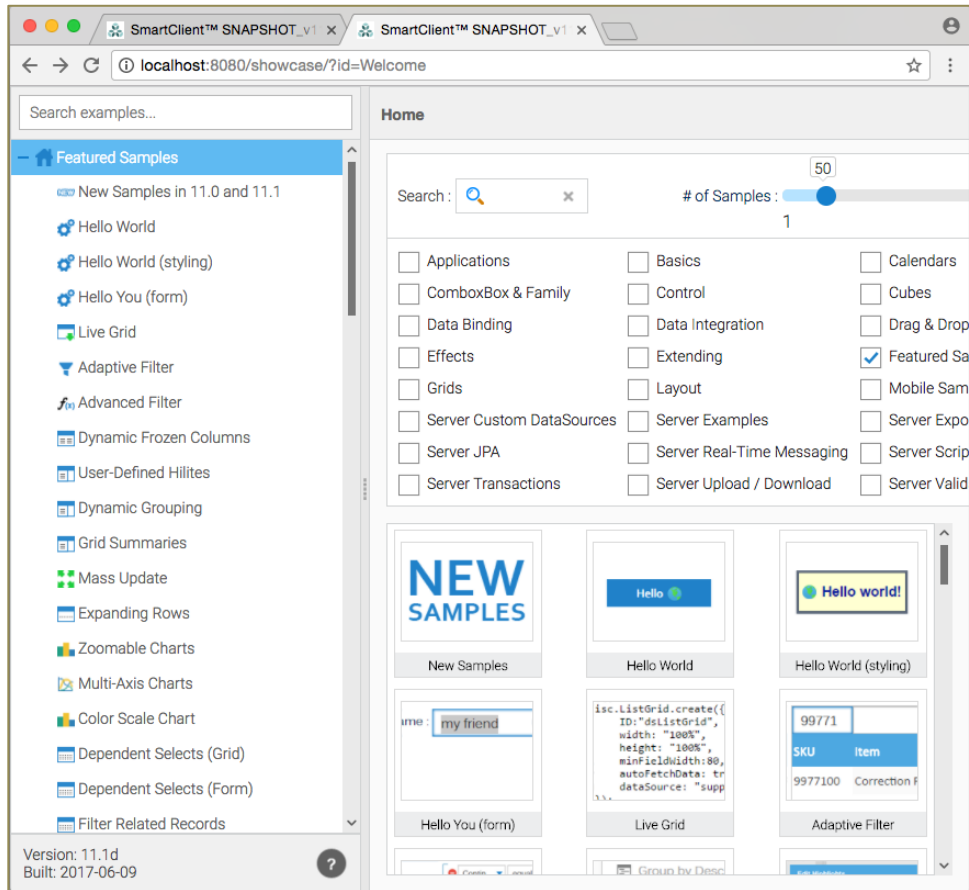 SmartClient™ SNAPSHOT_v1
SmartClient™ SNAPSHOT_v1
localhost:8080/showcase/?id=Welcome
Search examples...
Featured Samples
New Samples in 11.0 and 11.1
Hello World
Hello World (styling)
Hello You (form)
Live Grid
Adaptive Filter
f(x) Advanced Filter
Dynamic Frozen Columns
User-Defined Hilites
Dynamic Grouping
Grid Summaries
Mass Update
Expanding Rows
Zoomable Charts
Multi-Axis Charts
Color Scale Chart
Dependent Selects (Grid)
Dependent Selects (Form)
Filter Related Records
Version: 11.1d
Built: 2017-06-09
?
Home
50
Search : # of Samples :
1
Applications Basics Calendars
ComboxBox & Family Control Cubes
Data Binding Data Integration Drag & Drop
Effects Extending Featured Sa
Grids Layout Mobile Sam
Server Custom DataSources Server Examples Server Expo
Server JPA Server Real-Time Messaging Server Scrip
Server Transactions Server Upload / Download Server Valid
NEW
SAMPLES
New Samples
Hello
Hello World
Hello world!
Hello World (styling)
ame : my friend
Hello You (form)
isc.ListGrid.create({
ID:"dsListGrid",
width: "100%",
height: "100%",
minFieldWidth:80,
autoFetchData: tr
dataSource: "supp
Live Grid
99771
SKU Item
9977100 Correction F
Adaptive Filter
Group by Desc